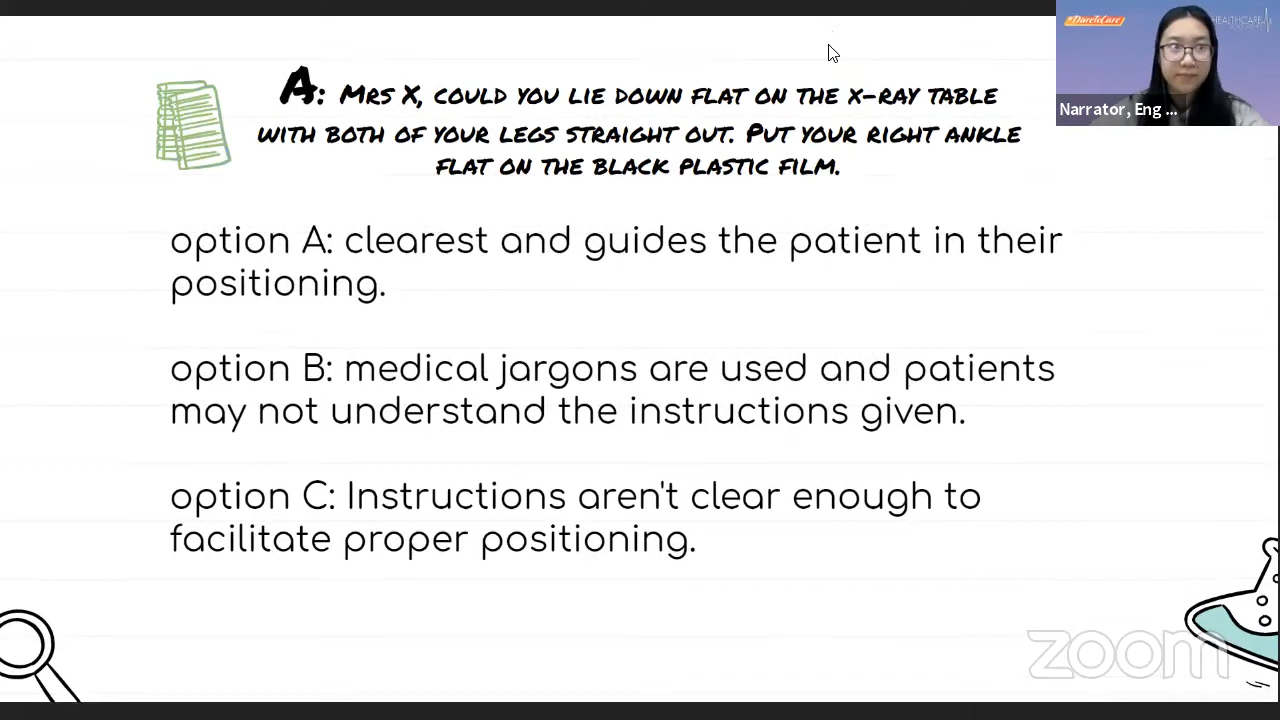 #DareToCare
HEALTHCARE
Narrator, Eng ...
A: Mrs X, could you lie down flat on the x-ray table
with both of your legs straight out. Put your right ankle
flat on the black plastic film.
option A: clearest and guides the patient in their
positioning.
option B: medical jargons are used and patients
may not understand the instructions given.
option C: Instructions aren't clear enough to
facilitate proper positioning.
zoom